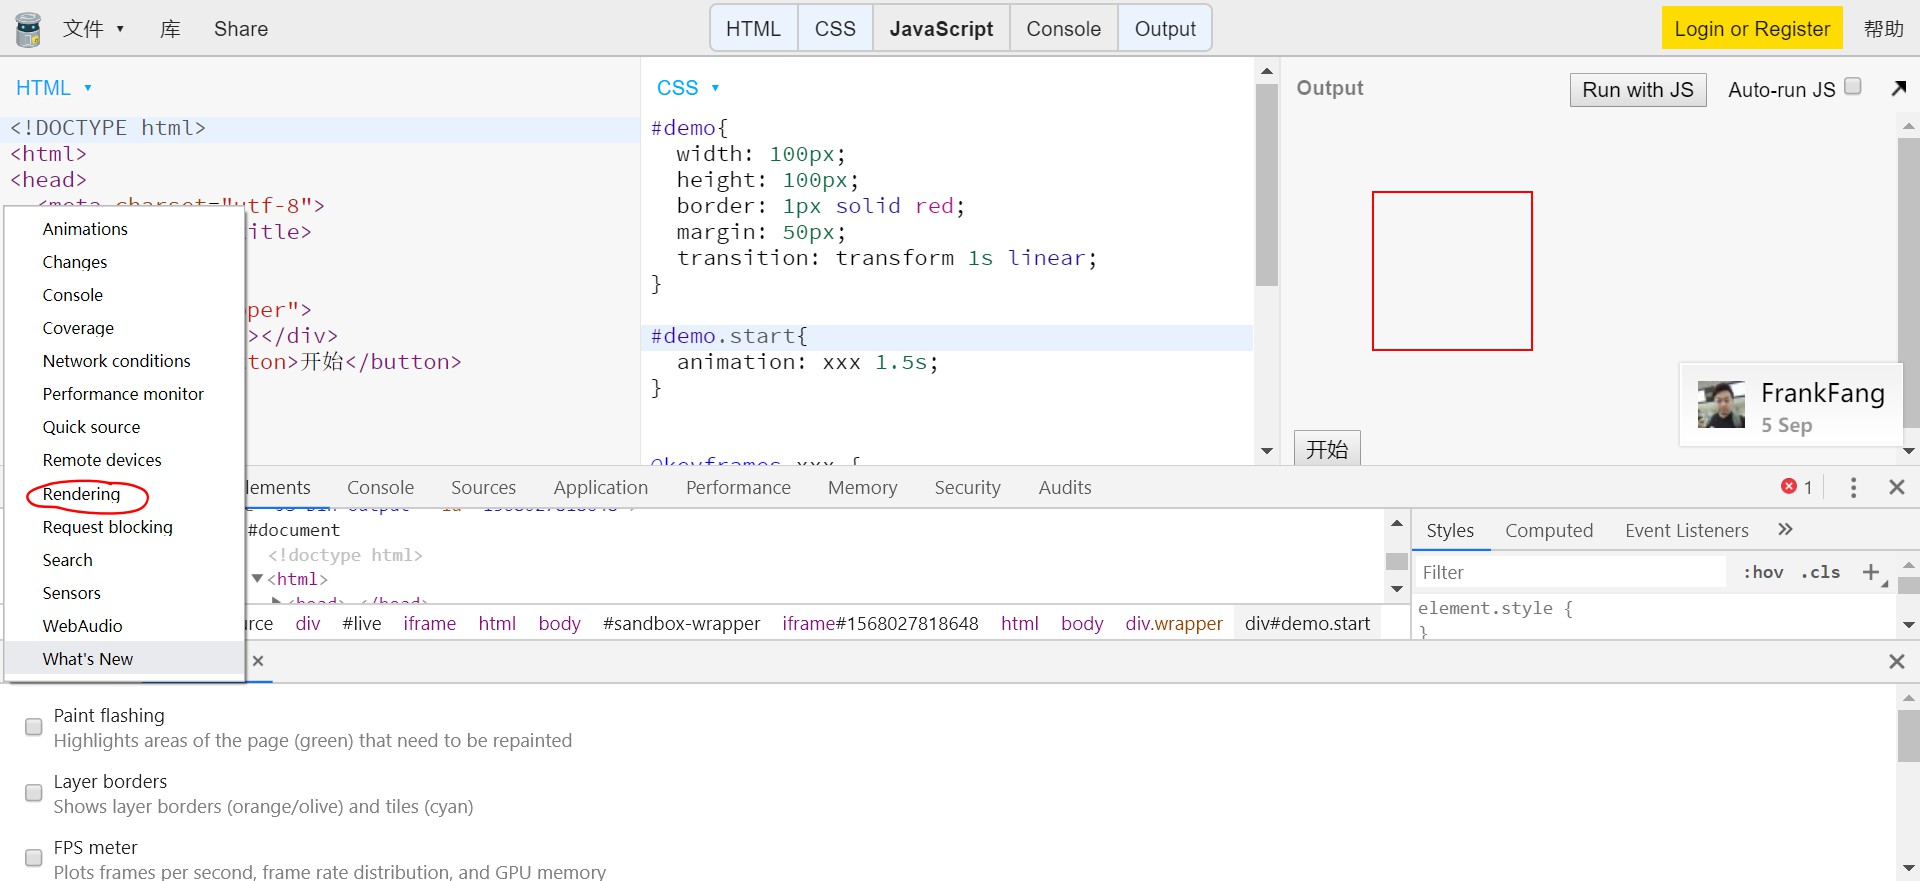 文件 ▾ 库 Share
HTML CSS JavaScript Console Output
Login or Register 帮助
HTML ▾
<!DOCTYPE html>
<html>
<head>
<meta charset="utf-8">
itle>
per">
></div>
ton>开始</button>
CSS ▾
#demo{
width: 100px;
height: 100px;
border: 1px solid red;
margin: 50px;
transition: transform 1s linear;
}
#demo.start{
animation: xxx 1.5s;
}
@keyframes xxx {
Output
Run with JS Auto-run JS
FrankFang
5 Sep
开始
Animations
Changes
Console
Coverage
Network conditions
Performance monitor
Quick source
Remote devices
Rendering
Request blocking
Search
Sensors
WebAudio
What's New
lements Console Sources Application Performance Memory Security Audits
1
#document
<!doctype html>
▼<html>
▶<head> </head>
urce div #live iframe html body #sandbox-wrapper iframe#1568027818648 html body div.wrapper div#demo.start
Styles Computed Event Listeners »
Filter :hov .cls +
element.style {
}
Paint flashing
Highlights areas of the page (green) that need to be repainted
Layer borders
Shows layer borders (orange/olive) and tiles (cyan)
FPS meter
Plots frames per second, frame rate distribution, and GPU memory